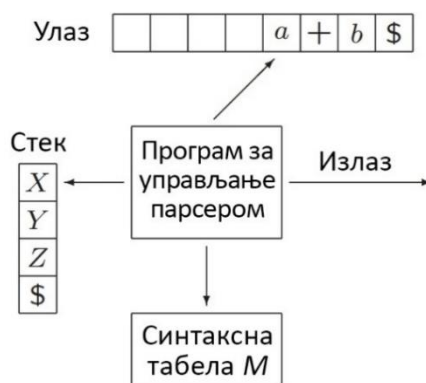 Улаз
a + b $
Стек
X
Y
Z
$
Програм за
управљање
парсером
Излаз
Синтаксна
табела M